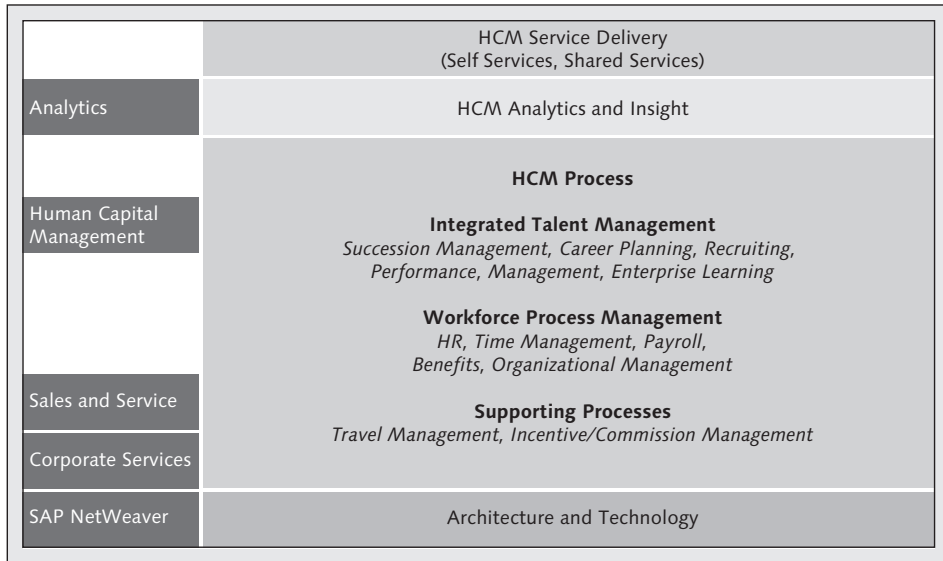 HCM Service Delivery
(Self Services, Shared Services)
Analytics
HCM Analytics and Insight
HCM Process
Human Capital
Management
Integrated Talent Management
Succession Management, Career Planning, Recruiting,
Performance, Management, Enterprise Learning
Workforce Process Management
HR, Time Management, Payroll,
Benefits, Organizational Management
Sales and Service
Supporting Processes
Travel Management, Incentive/Commission Management
Corporate Services
SAP NetWeaver
Architecture and Technology